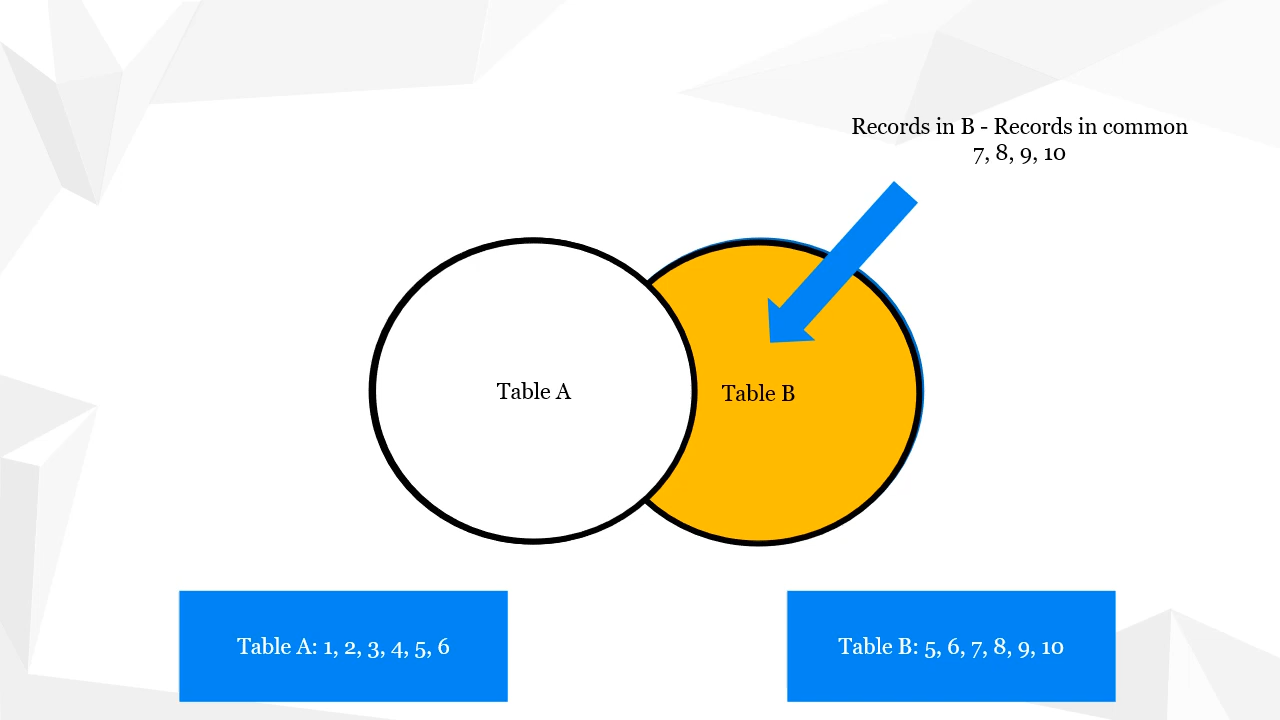 Records in B - Records in common
7, 8, 9, 10
Table A
Table B
Table A: 1, 2, 3, 4, 5, 6
Table B: 5, 6, 7, 8, 9, 10